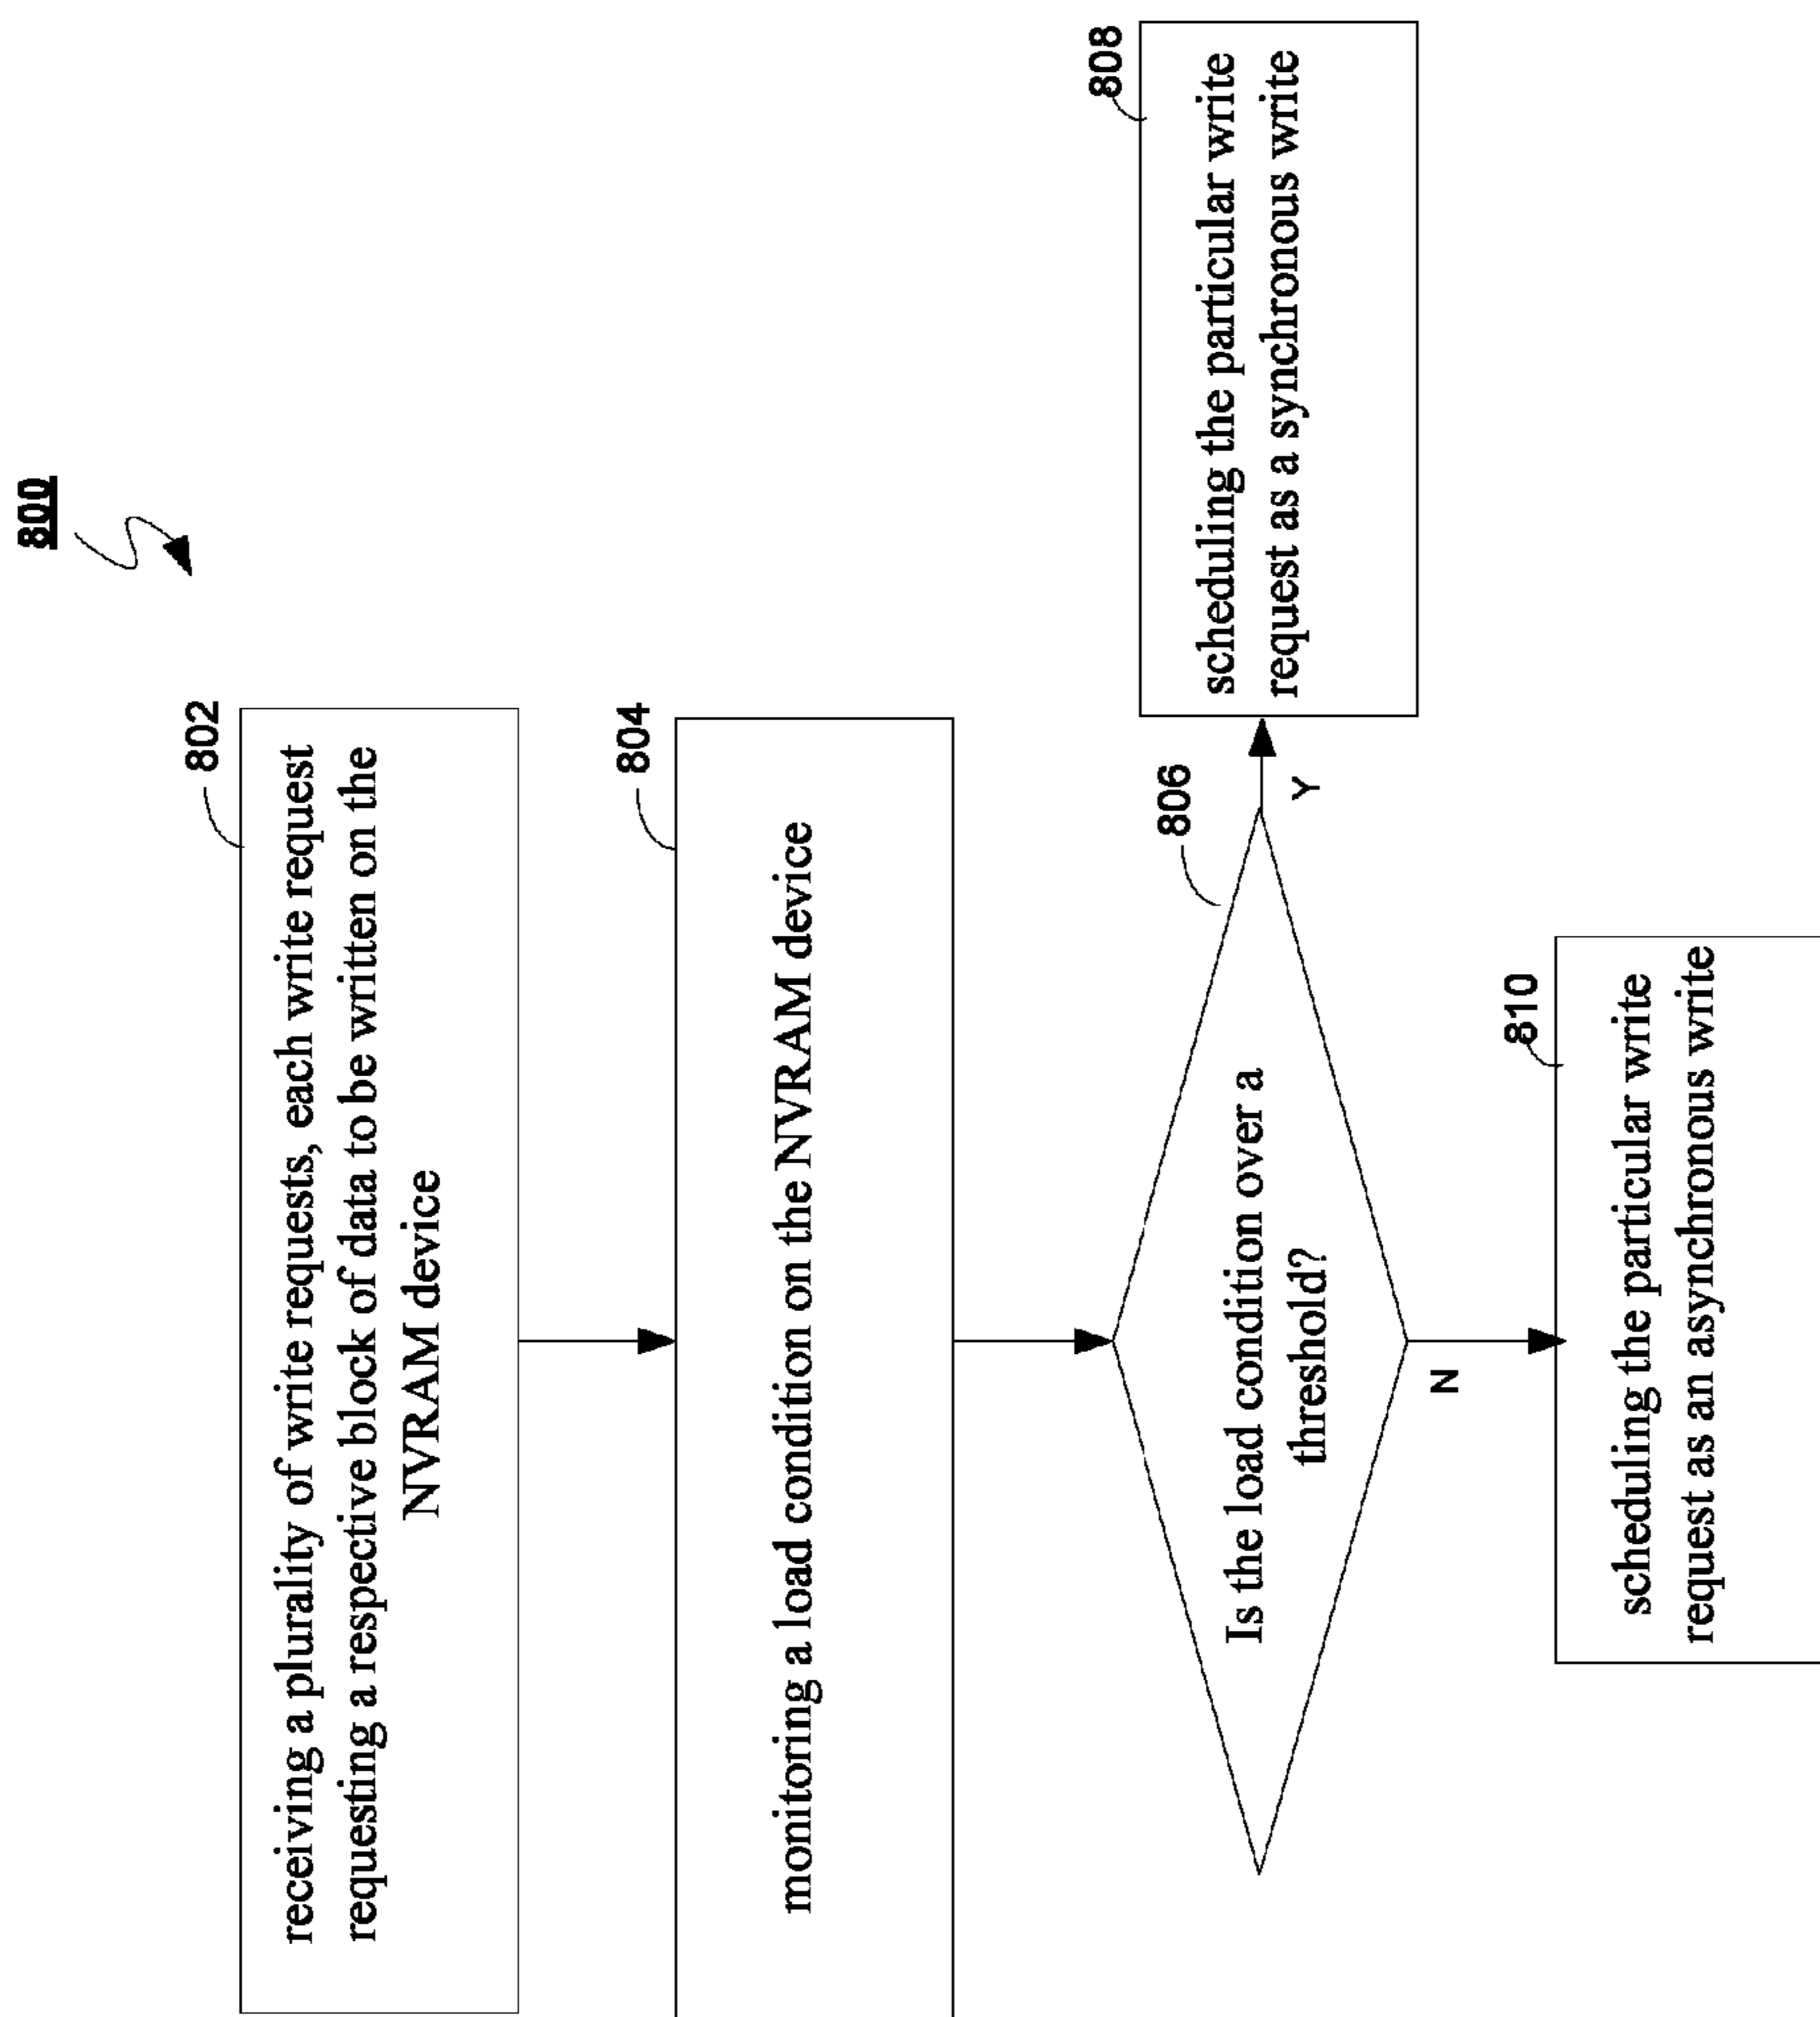 800
802
receiving a plurality of write requests, each write request
requesting a respective block of data to be written on the
NVRAM device
804
monitoring a load condition on the NVRAM device
806
Is the load condition over a
threshold?
Y
808
scheduling the particular write
request as a synchronous write
N
810
scheduling the particular write
request as an asynchronous write